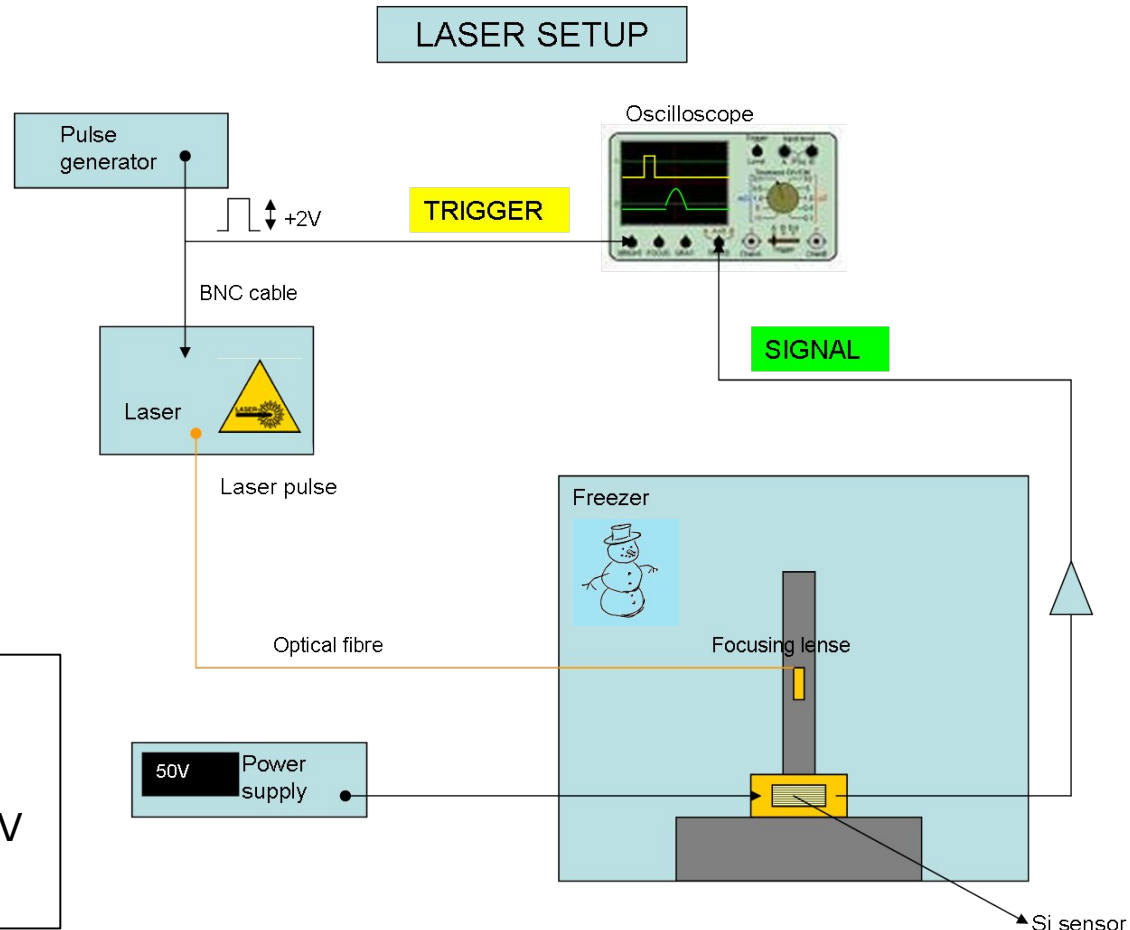 LASER SETUP
Oscilloscope
Pulse
generator
+2V
TRIGGER
BNC cable
SIGNAL
Laser
LASER
Laser pulse
Freezer
Optical fibre
Focusing lense
50V
Power
supply
V
Si sensor